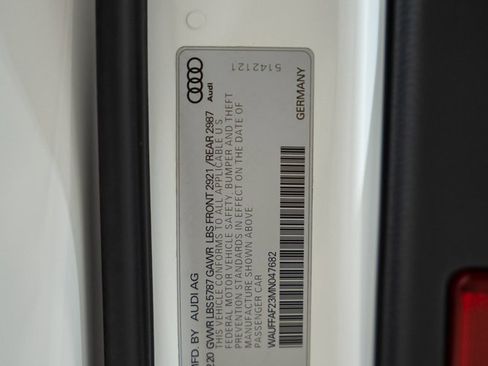 Audi
5142121
MFD. BY AUDI AG
GVWR LBS 5787 GAWR LBS FRONT 2921/REAR 2987
THIS VEHICLE CONFORMS TO ALL APPLICABLE U S
FEDERAL MOTOR VEHICLE SAFETY, BUMPER AND THEFT
PREVENTION STANDARDS IN EFFECT ON THE DATE OF
MANUFACTURE SHOWN ABOVE.
PASSENGER CAR
WAUFFAF23MN047682
GERMANY